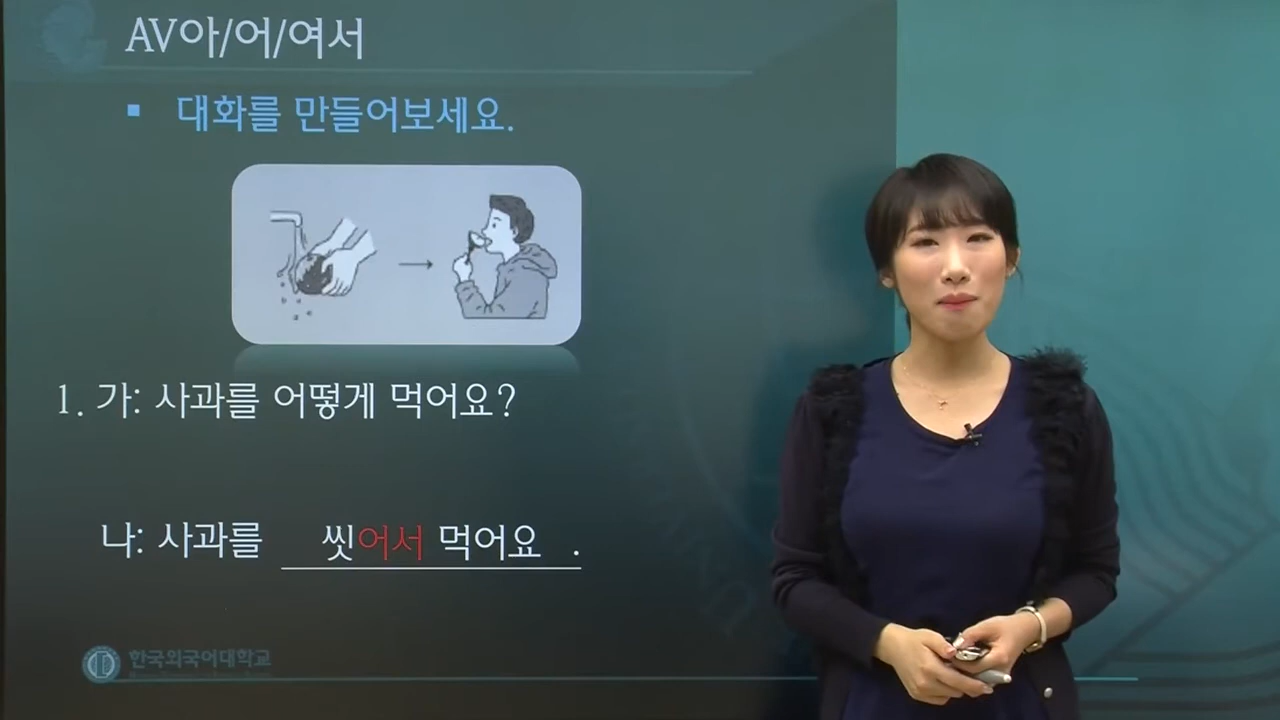 AV아/어/여서
대화를 만들어보세요.
1. 가: 사과를 어떻게 먹어요?
나: 사과를 씻어서 먹어요 .
한국외국어대학교